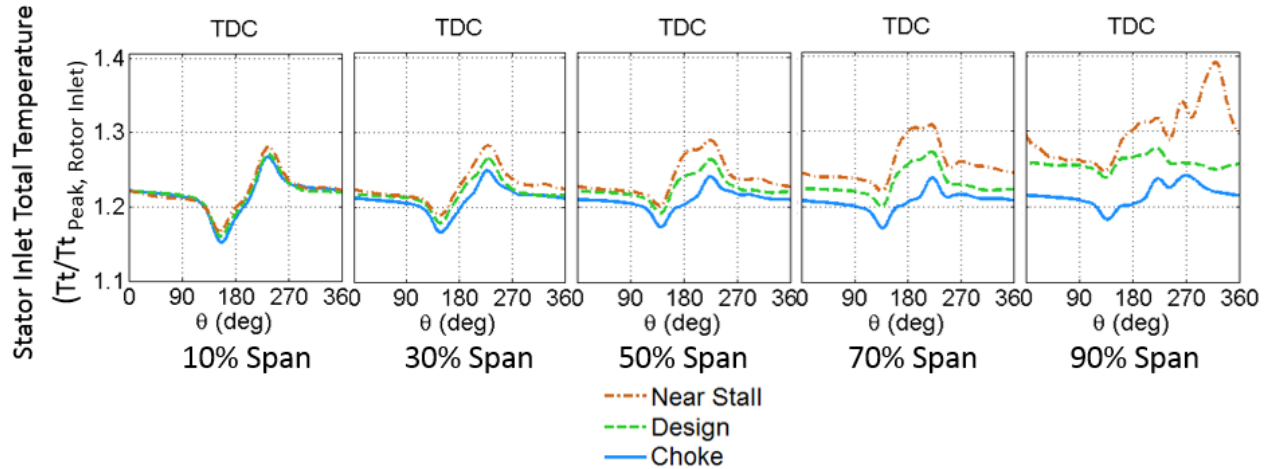 TDC TDC TDC TDC TDC
Stator Inlet Total Temperature
(Tt/Tt Peak, Rotor Inlet)
1.4
1.3
1.2
1.1
0 90 180 270 360 90 180 270 360 90 180 270 360 90 180 270 360 90 180 270 360
θ (deg) θ (deg) θ (deg) θ (deg) θ (deg)
10% Span 30% Span 50% Span 70% Span 90% Span
Near Stall
Design
Choke